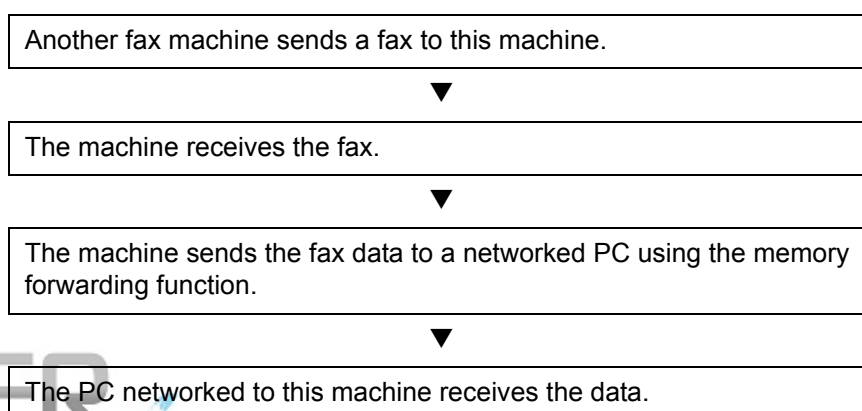 Another fax machine sends a fax to this machine.
The machine receives the fax.
The machine sends the fax data to a networked PC using the memory
forwarding function.
The PC networked to this machine receives the data.